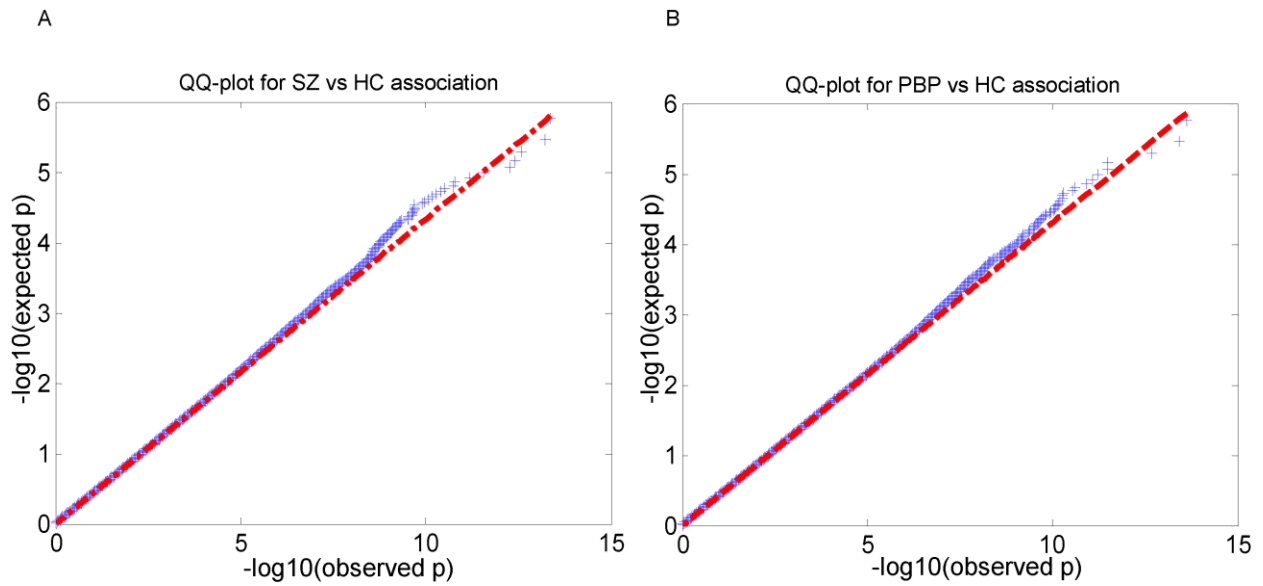 A
B
QQ-plot for SZ vs HC association
6
5
4
3
2
1
0
0
5
10
15
-log10(expected p)
-log10(observed p)
QQ-plot for PBP vs HC association
6
5
4
3
2
1
0
0
5
10
15
-log10(expected p)
-log10(observed p)